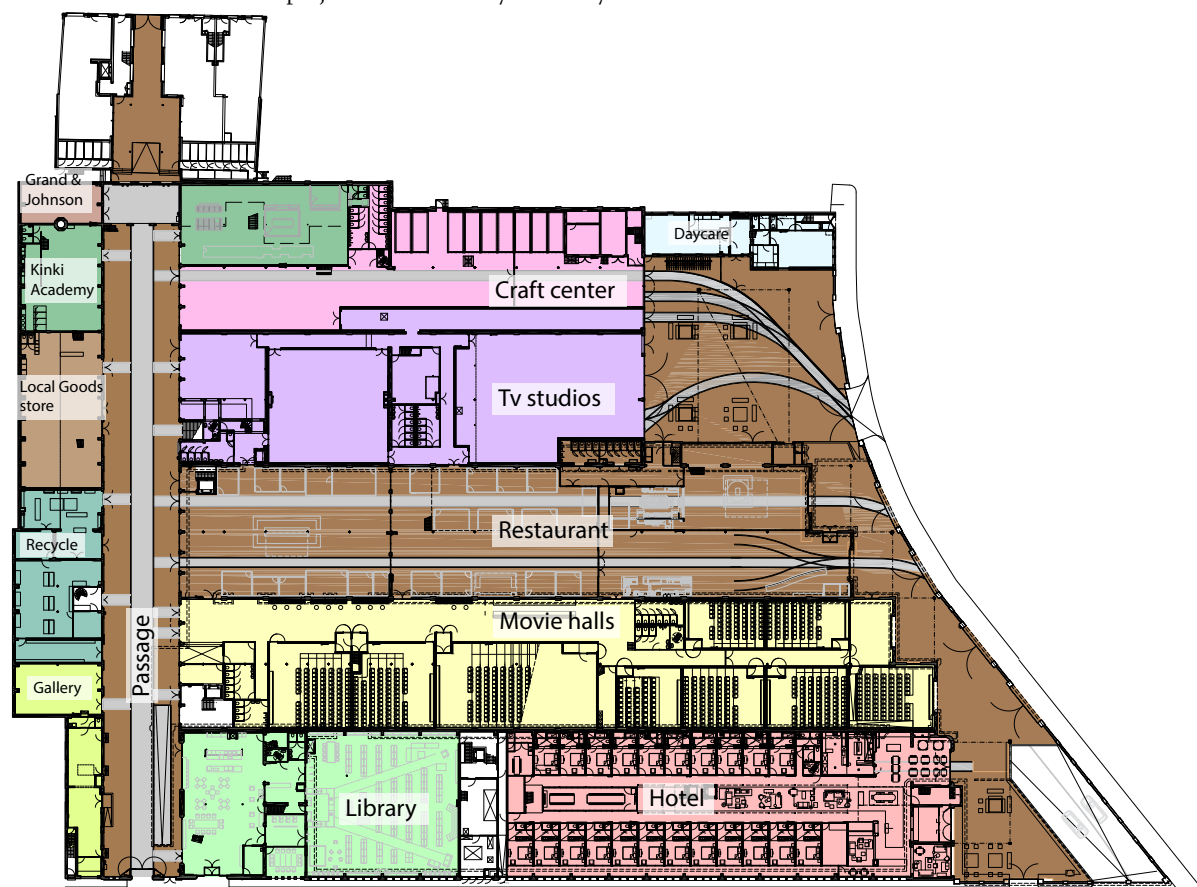 Grand &
Johnson
Daycare
Kinki
Academy
Craft center
Local Goods
store
Tv studios
Restaurant
Recycle
Movie halls
Passage
Gallery
Hotel
Library